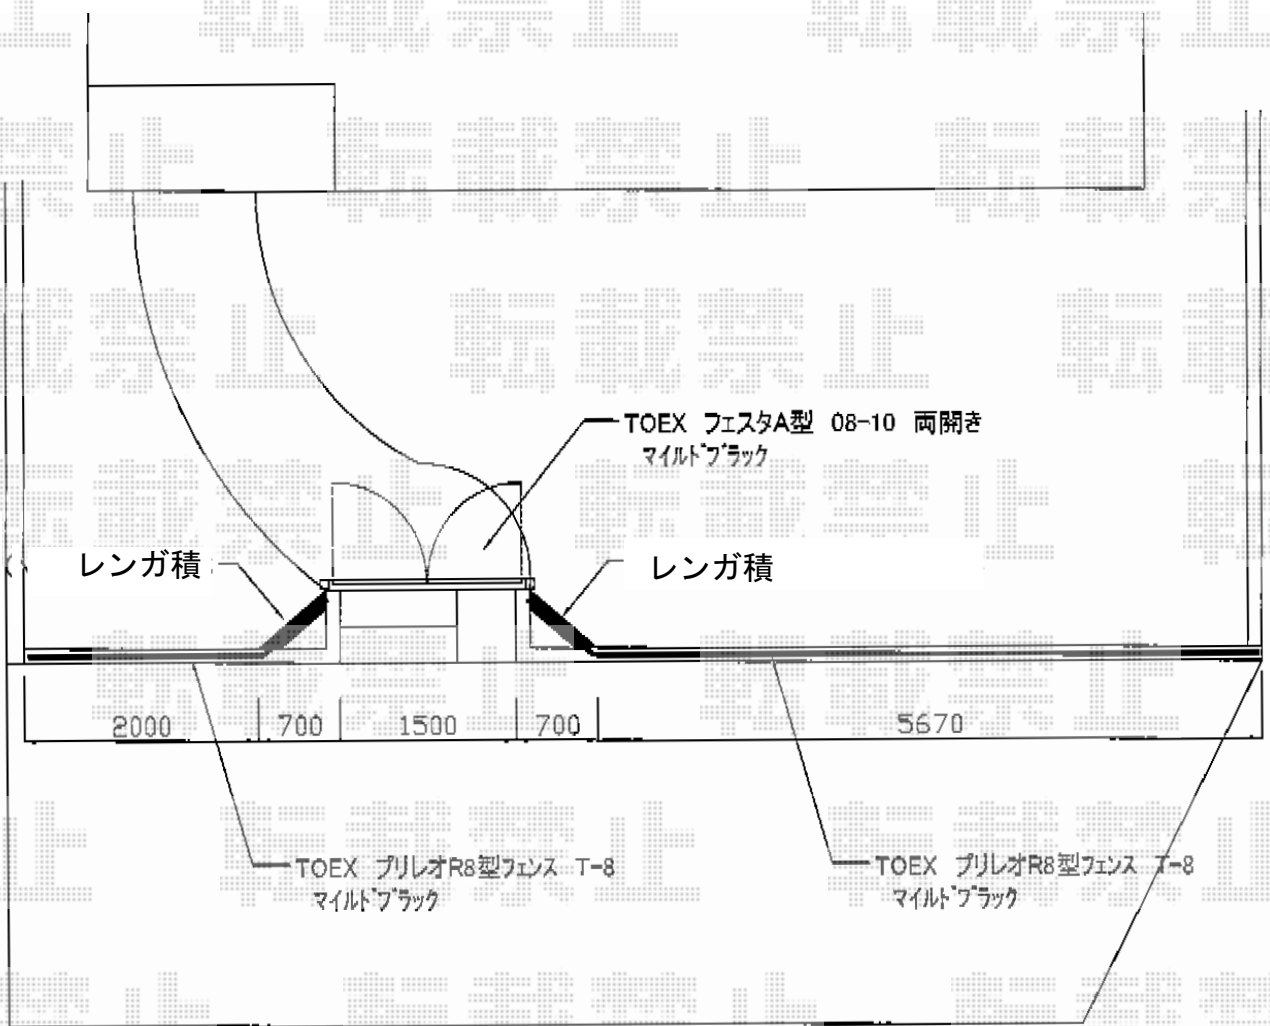 転載禁止
TOEX フェスタA型 08-10 両開き
マイルドブラック
レンガ積
レンガ積
2000
700
1500
700
5670
TOEX プリレオR8型フェンス T-8
マイルドブラック
TOEX プリレオR8型フェンス T-8
マイルドブラック